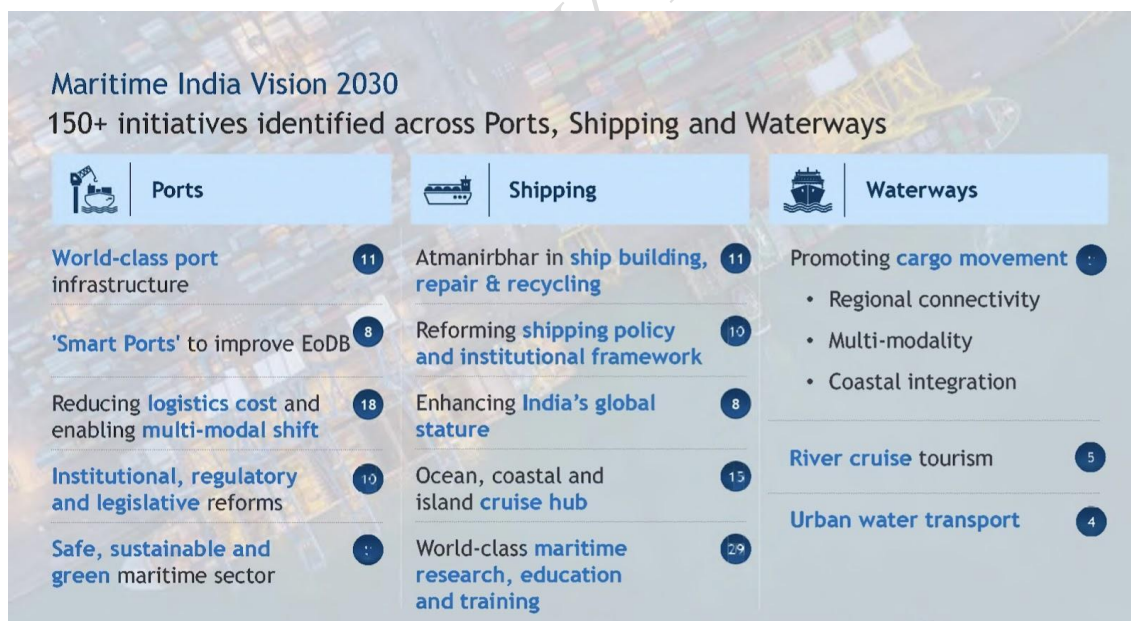 Maritime India Vision 2030
150+ initiatives identified across Ports, Shipping and Waterways
Ports
World-class port 11
infrastructure
'Smart Ports' to improve EoDB 8
Reducing logistics cost and 18
enabling multi-modal shift
Institutional, regulatory 10
and legislative reforms
Safe, sustainable and
green maritime sector
Shipping
Atmanirbhar in ship building, 11
repair & recycling
Reforming shipping policy 10
and institutional framework
Enhancing India's global 8
stature
Ocean, coastal and 15
island cruise hub
World-class maritime 29
research, education
and training
Waterways
Promoting cargo movement
• Regional connectivity
• Multi-modality
• Coastal integration
River cruise tourism 5
Urban water transport 4